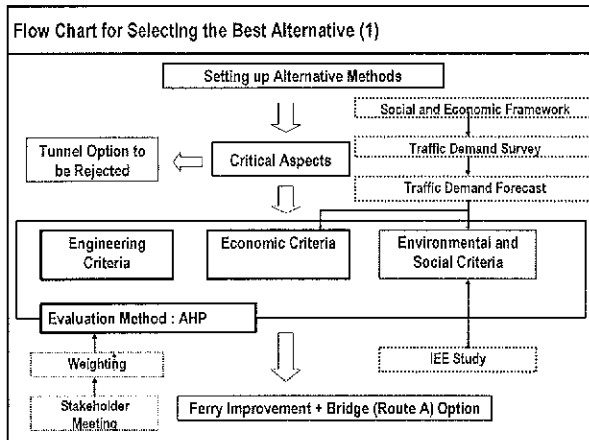 Flow Chart for Selecting the Best Alternative (1)
Setting up Alternative Methods
Social and Economic Framework
Tunnel Option to
be Rejected
Critical Aspects
Traffic Demand Survey
Traffic Demand Forecast
Engineering
Criteria
Economic Criteria
Environmental and
Social Criteria
Evaluation Method : AHP
Weighting
IEE Study
Stakeholder
Meeting
Ferry Improvement + Bridge (Route A) Option